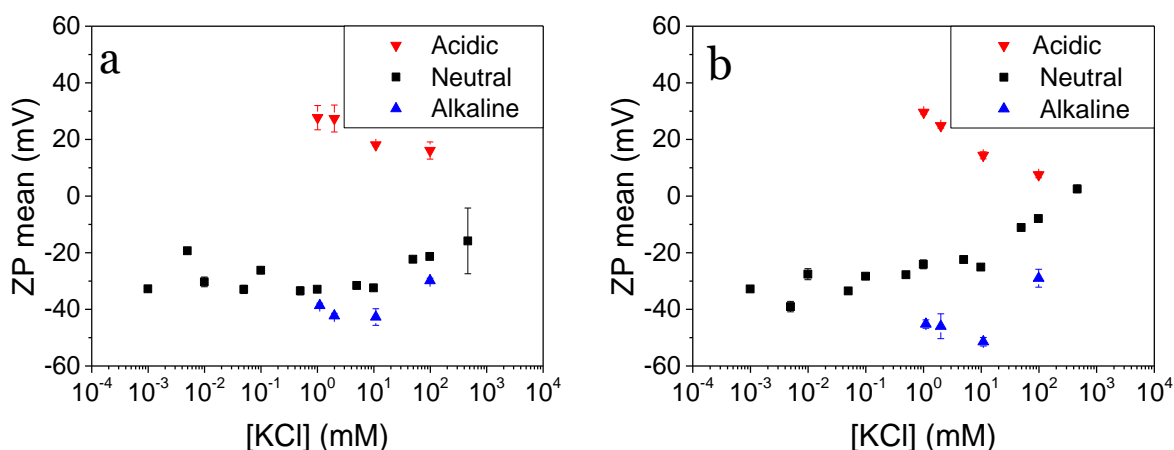 a
Acidic
Neutral
Alkaline
60
40
20
0
-20
-40
-60
ZP mean (mV)
10⁻⁴ 10⁻³ 10⁻² 10⁻¹ 10⁰ 10¹ 10² 10³ 10⁴
[KCl] (mM)
b
Acidic
Neutral
Alkaline
60
40
20
0
-20
-40
-60
ZP mean (mV)
10⁻⁴ 10⁻³ 10⁻² 10⁻¹ 10⁰ 10¹ 10² 10³ 10⁴
[KCl] (mM)